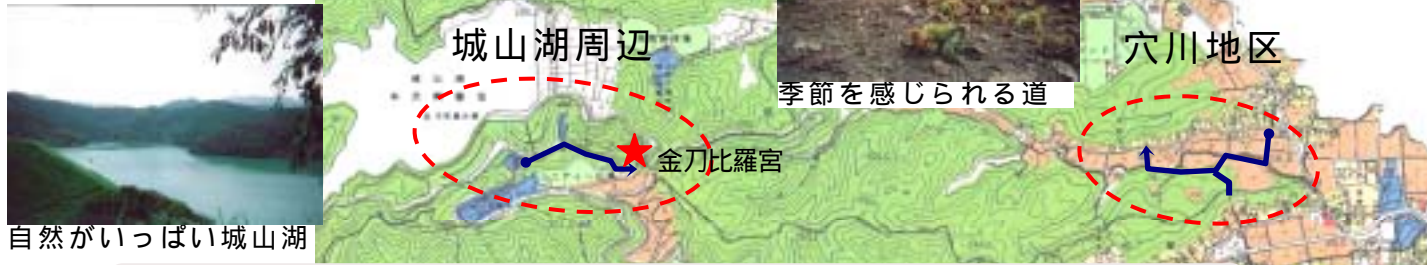 城山湖周辺
穴川地区
季節を感じられる道
金刀比羅宮
自然がいっぱい城山湖